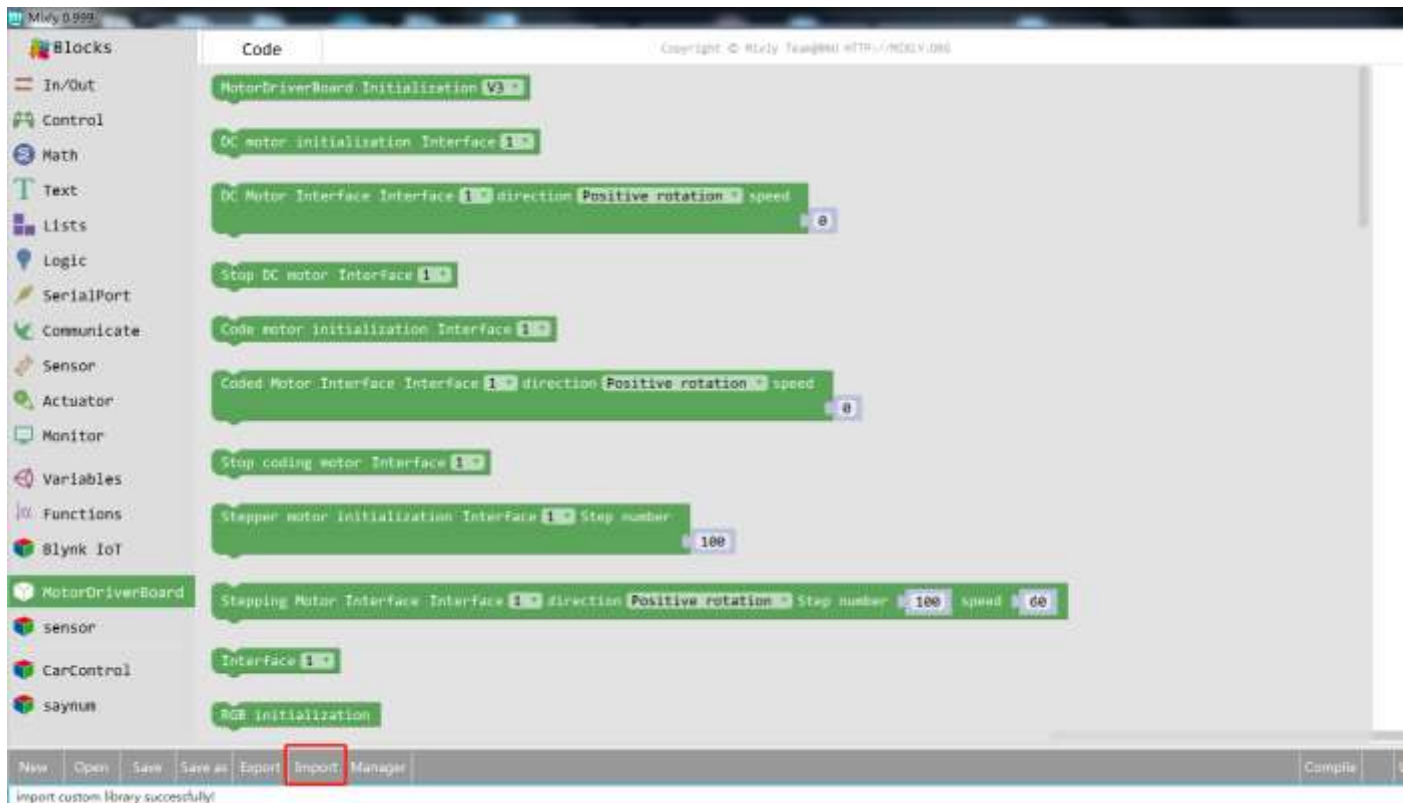 Mixly 0.999
Blocks
Code
Copyright © Mixly Team@BNU HTTP://MIXLY.ORG
In/Out
Control
Math
Text
Lists
Logic
SerialPort
Communicate
Sensor
Actuator
Monitor
Variables
Functions
Blynk IoT
MotorDriverBoard
sensor
CarControl
saynum
MotorDriverBoard Initialization V3
DC motor initialization Interface 1
DC Motor Interface Interface 1 direction Positive rotation speed
0
Stop DC motor Interface 1
Code motor initialization Interface 1
Coded Motor Interface Interface 1 direction Positive rotation speed
0
Stop coding motor Interface 1
Stepper motor initialization Interface 1 Step number
100
Stepping Motor Interface Interface 1 direction Positive rotation Step number 100 speed 60
Interface 1
RGB initialization
New Open Save Save as Export Import Manager Compile
import custom library successfully!